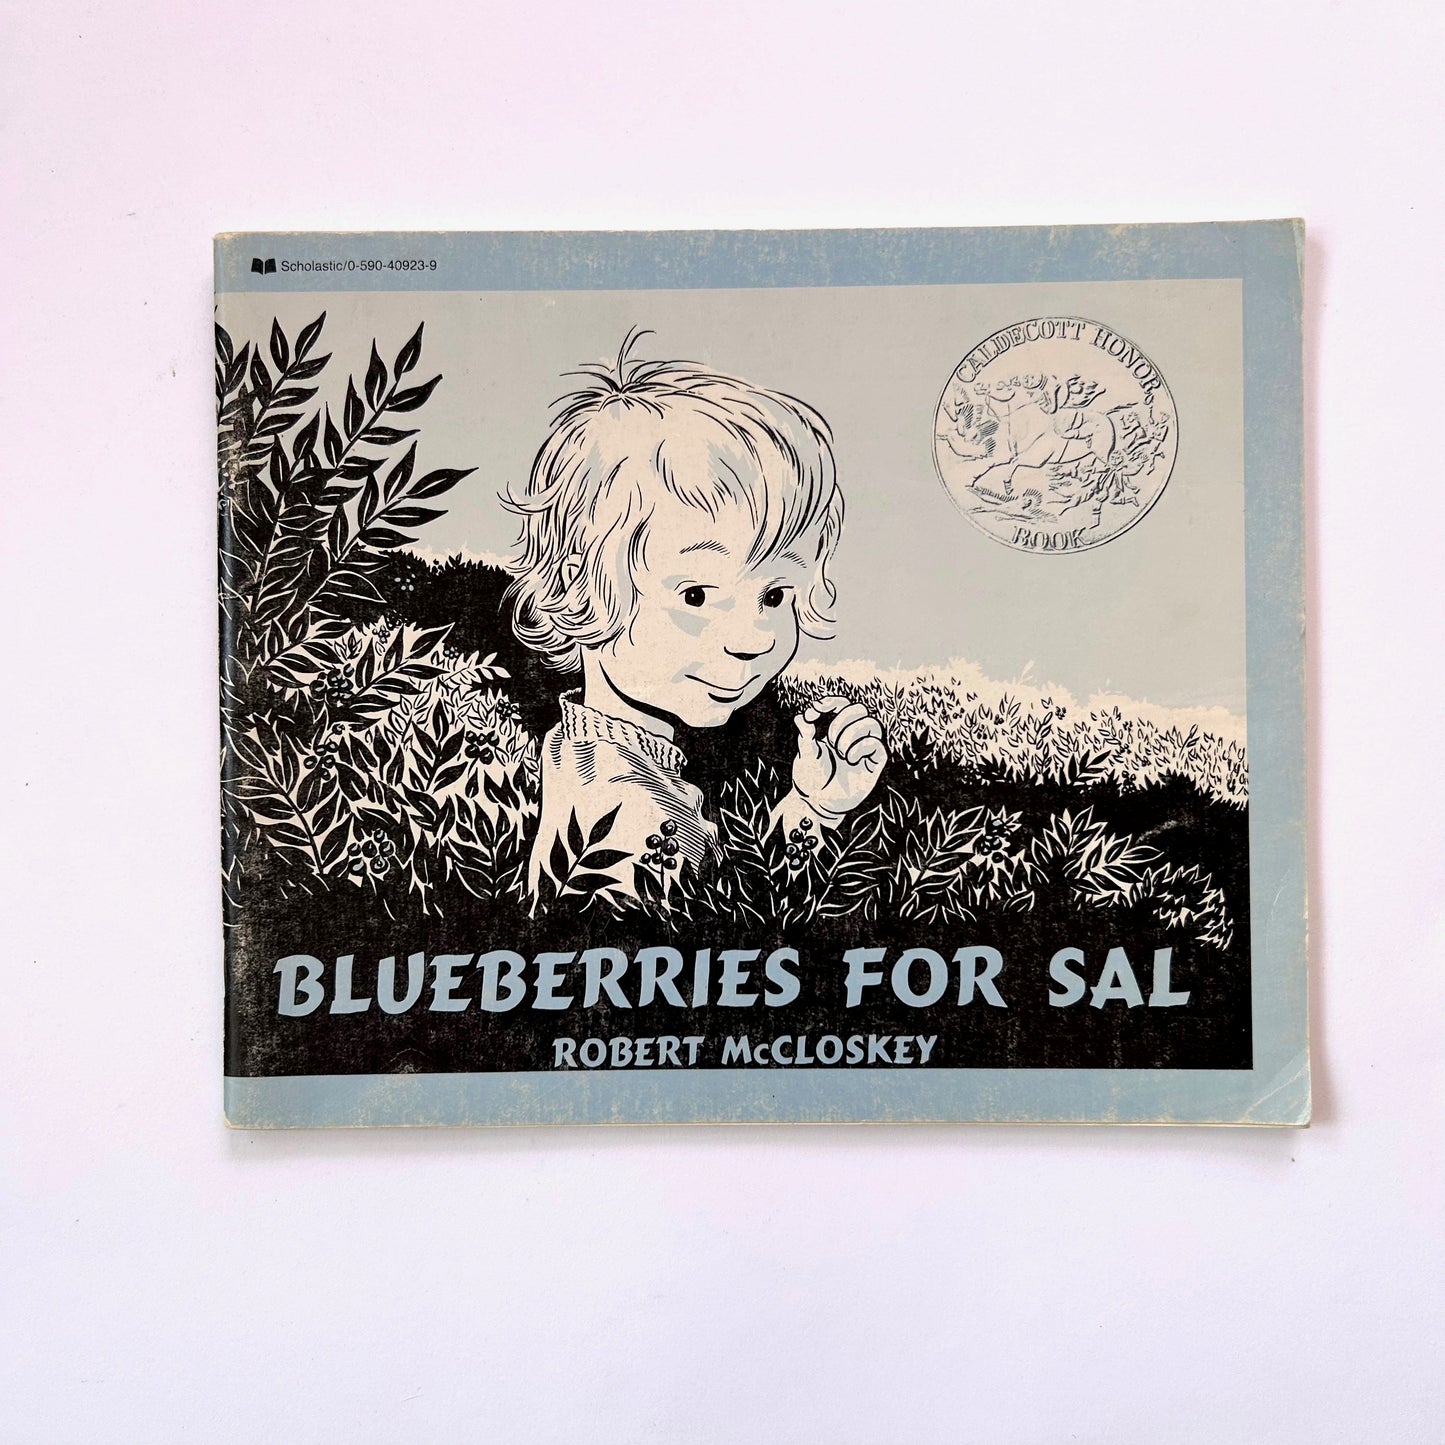 Scholastic/0-590-40923-9
CALDECOTT HONOR
BOOK
BLUEBERRIES FOR SAL
ROBERT McCLOSKEY